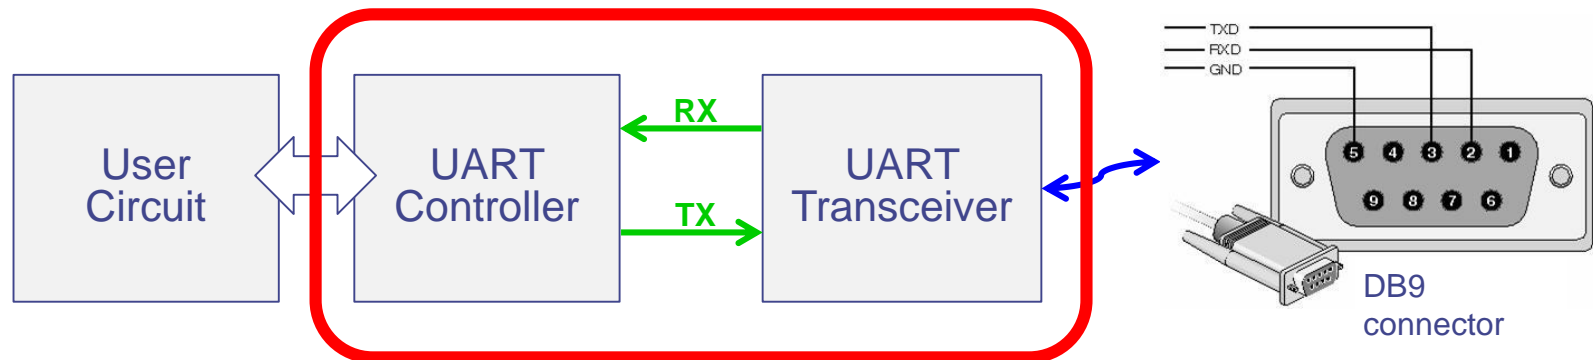 User
Circuit
UART
Controller
RX
TX
UART
Transceiver
TXD
RXD
GND
5 4 3 2 1
9 8 7 6
DB9
connector